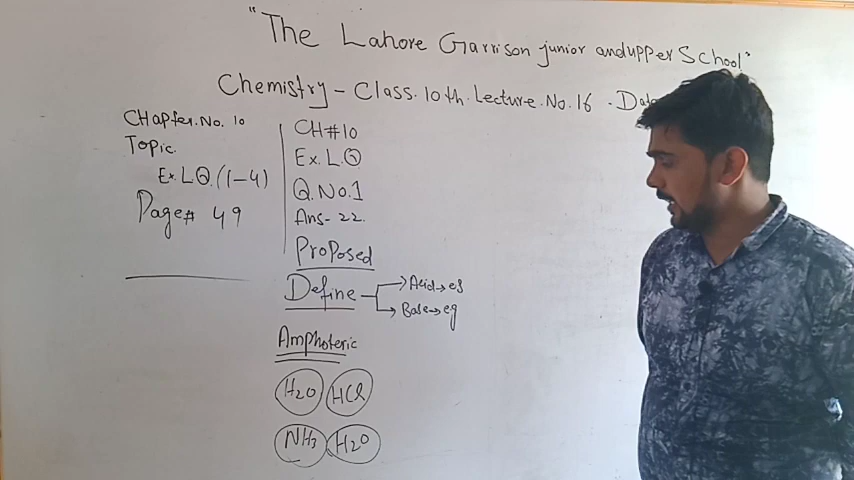 "The Lahore Garrison junior and upper School"
Chemistry - Class. 10th. Lecture. No. 16 . Dat
CHapter. No. 10
Topic.
Ex. L.Q. (1-4)
Page# 49
CH#10
Ex. L.Q
Q. No. 1
Ans- 22.
ProPosed
Define
Acid→eg
Base→eg
Amphoteric
H2O HCl
NH3 H2O